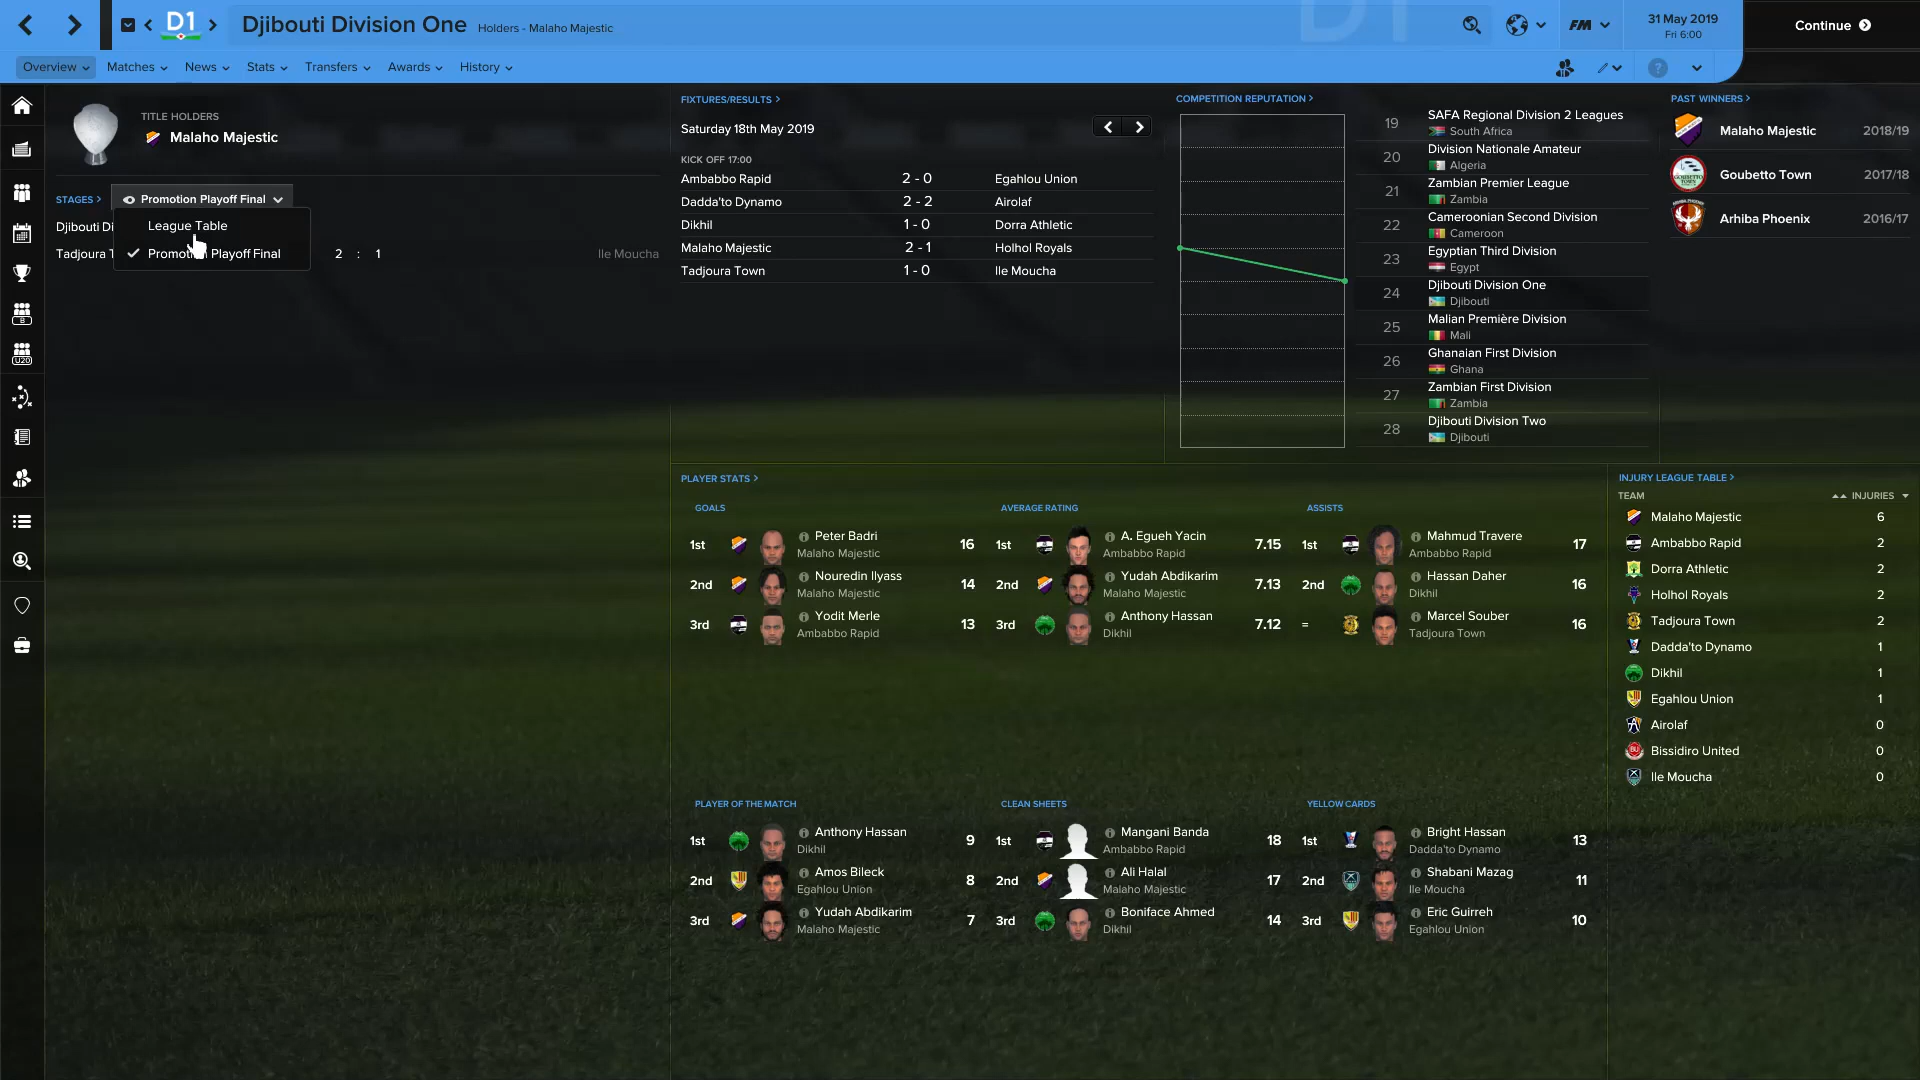 D1
Djibouti Division One
Holders - Malaho Majestic
FM
31 May 2019
Fri 6:00
Continue
Overview
Matches
News
Stats
Transfers
Awards
History
?
TITLE HOLDERS
Malaho Majestic
STAGES >
Promotion Playoff Final
League Table
Promotion Playoff Final
Djibouti Di
Tadjoura T
2 : 1
Ile Moucha
B
U20
FIXTURES/RESULTS >
Saturday 18th May 2019
KICK OFF 17:00
Ambabbo Rapid 2 - 0 Egahlou Union
Dadda'to Dynamo 2 - 2 Airolaf
Dikhil 1 - 0 Dorra Athletic
Malaho Majestic 2 - 1 Holhol Royals
Tadjoura Town 1 - 0 Ile Moucha
COMPETITION REPUTATION >
19 SAFA Regional Division 2 Leagues
South Africa
20 Division Nationale Amateur
Algeria
21 Zambian Premier League
Zambia
22 Cameroonian Second Division
Cameroon
23 Egyptian Third Division
Egypt
24 Djibouti Division One
Djibouti
25 Malian Première Division
Mali
26 Ghanaian First Division
Ghana
27 Zambian First Division
Zambia
28 Djibouti Division Two
Djibouti
PAST WINNERS >
Malaho Majestic 2018/19
Goubetto Town 2017/18
Arhiba Phoenix 2016/17
PLAYER STATS >
GOALS
1st Peter Badri 16
Malaho Majestic
2nd Nouredin Ilyass 14
Malaho Majestic
3rd Yodit Merle 13
Ambabbo Rapid
AVERAGE RATING
1st A. Egueh Yacin 7.15
Ambabbo Rapid
2nd Yudah Abdikarim 7.13
Malaho Majestic
3rd Anthony Hassan 7.12
Dikhil
ASSISTS
1st Mahmud Travere 17
Ambabbo Rapid
2nd Hassan Daher 16
Dikhil
= Marcel Souber 16
Tadjoura Town
PLAYER OF THE MATCH
1st Anthony Hassan 9
Dikhil
2nd Amos Bileck 8
Egahlou Union
3rd Yudah Abdikarim 7
Malaho Majestic
CLEAN SHEETS
1st Mangani Banda 18
Ambabbo Rapid
2nd Ali Halal 17
Malaho Majestic
3rd Boniface Ahmed 14
Dikhil
YELLOW CARDS
1st Bright Hassan 13
Dadda'to Dynamo
2nd Shabani Mazag 11
Ile Moucha
3rd Eric Guirreh 10
Egahlou Union
INJURY LEAGUE TABLE >
TEAM INJURIES
Malaho Majestic 6
Ambabbo Rapid 2
Dorra Athletic 2
Holhol Royals 2
Tadjoura Town 2
Dadda'to Dynamo 1
Dikhil 1
Egahlou Union 1
Airolaf 0
Bissidiro United 0
Ile Moucha 0